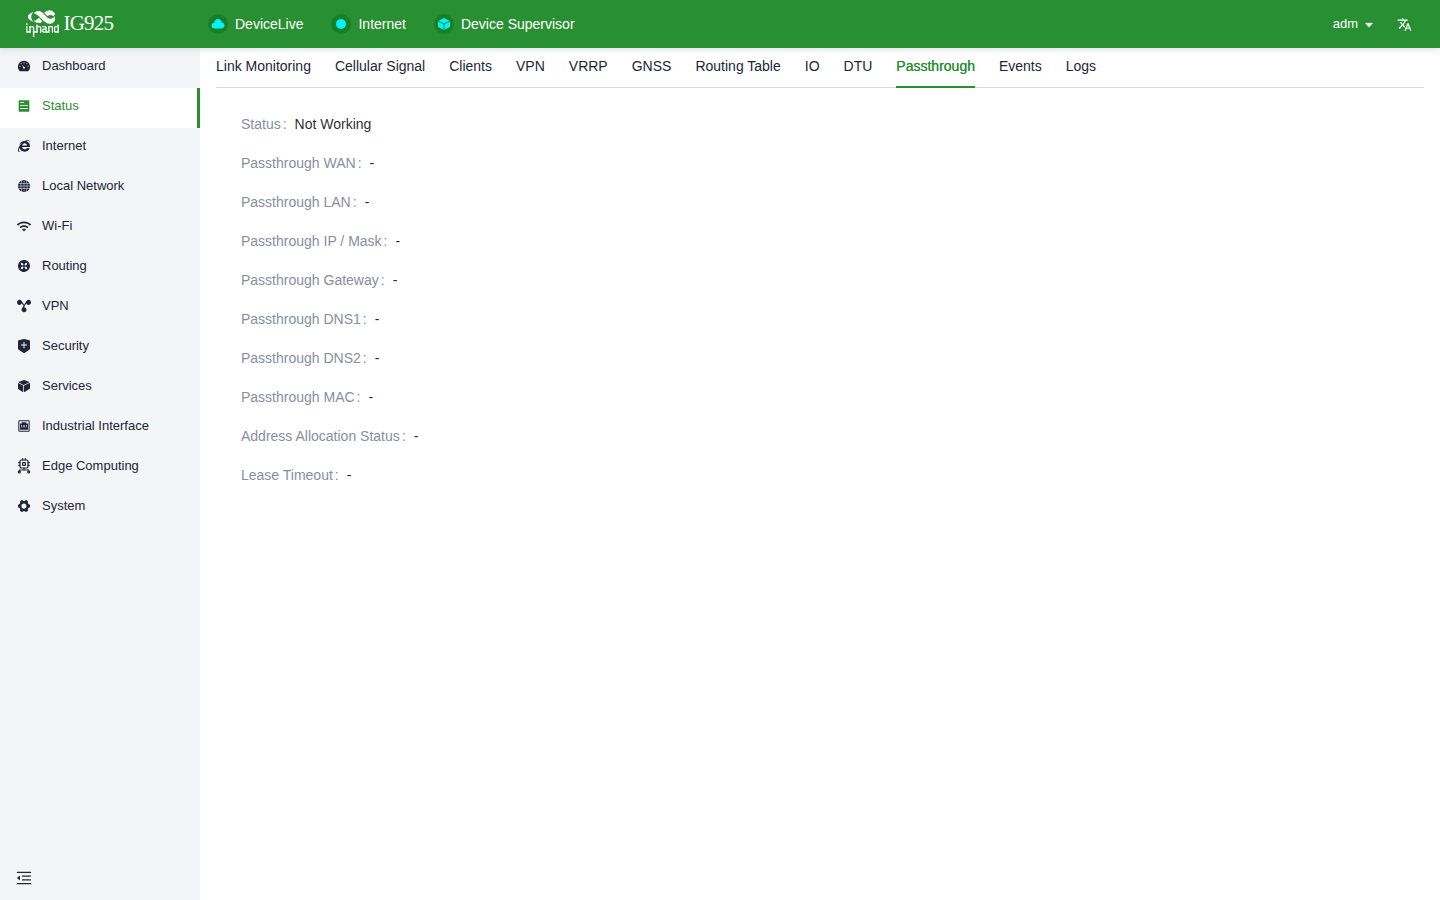 inhand IG925
DeviceLive Internet Device Supervisor
adm
Dashboard
Status
Internet
Local Network
Wi-Fi
Routing
VPN
Security
Services
Industrial Interface
Edge Computing
System
Link Monitoring Cellular Signal Clients VPN VRRP GNSS Routing Table IO DTU Passthrough Events Logs
Status : Not Working
Passthrough WAN : -
Passthrough LAN : -
Passthrough IP / Mask : -
Passthrough Gateway : -
Passthrough DNS1 : -
Passthrough DNS2 : -
Passthrough MAC : -
Address Allocation Status : -
Lease Timeout : -